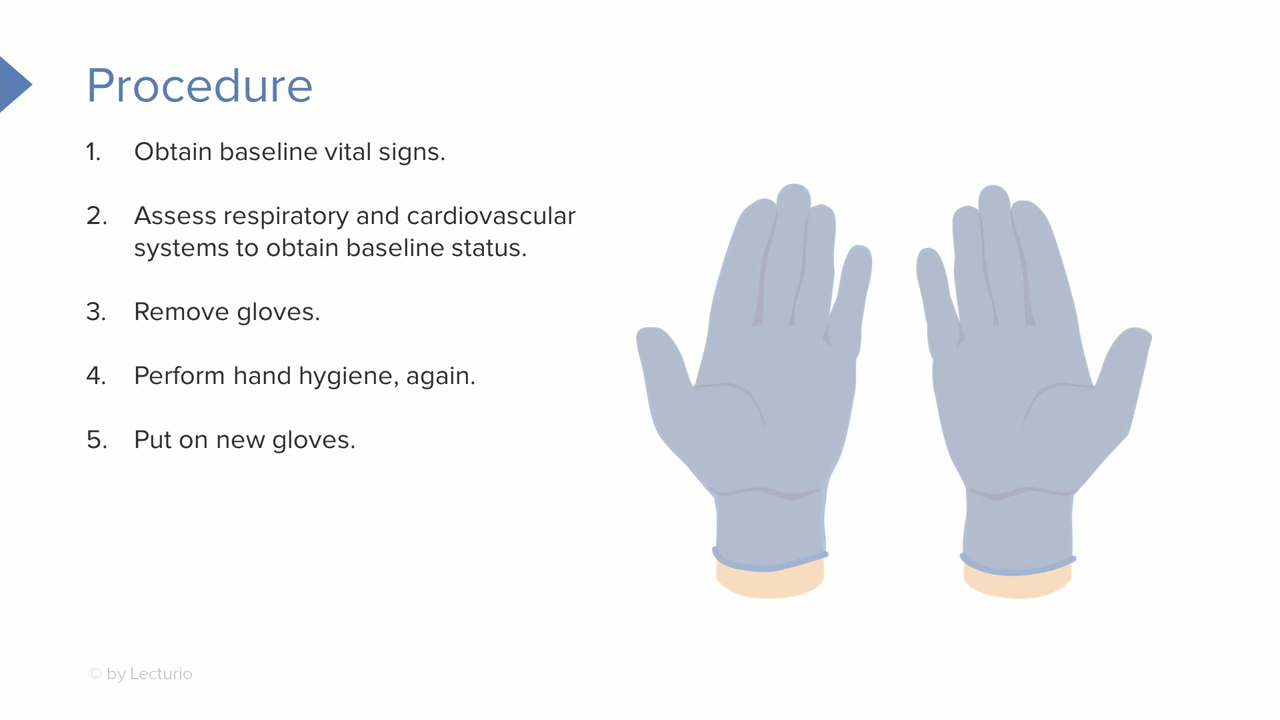 Procedure
1. Obtain baseline vital signs.
2. Assess respiratory and cardiovascular
systems to obtain baseline status.
3. Remove gloves.
4. Perform hand hygiene, again.
5. Put on new gloves.
© by Lecturio